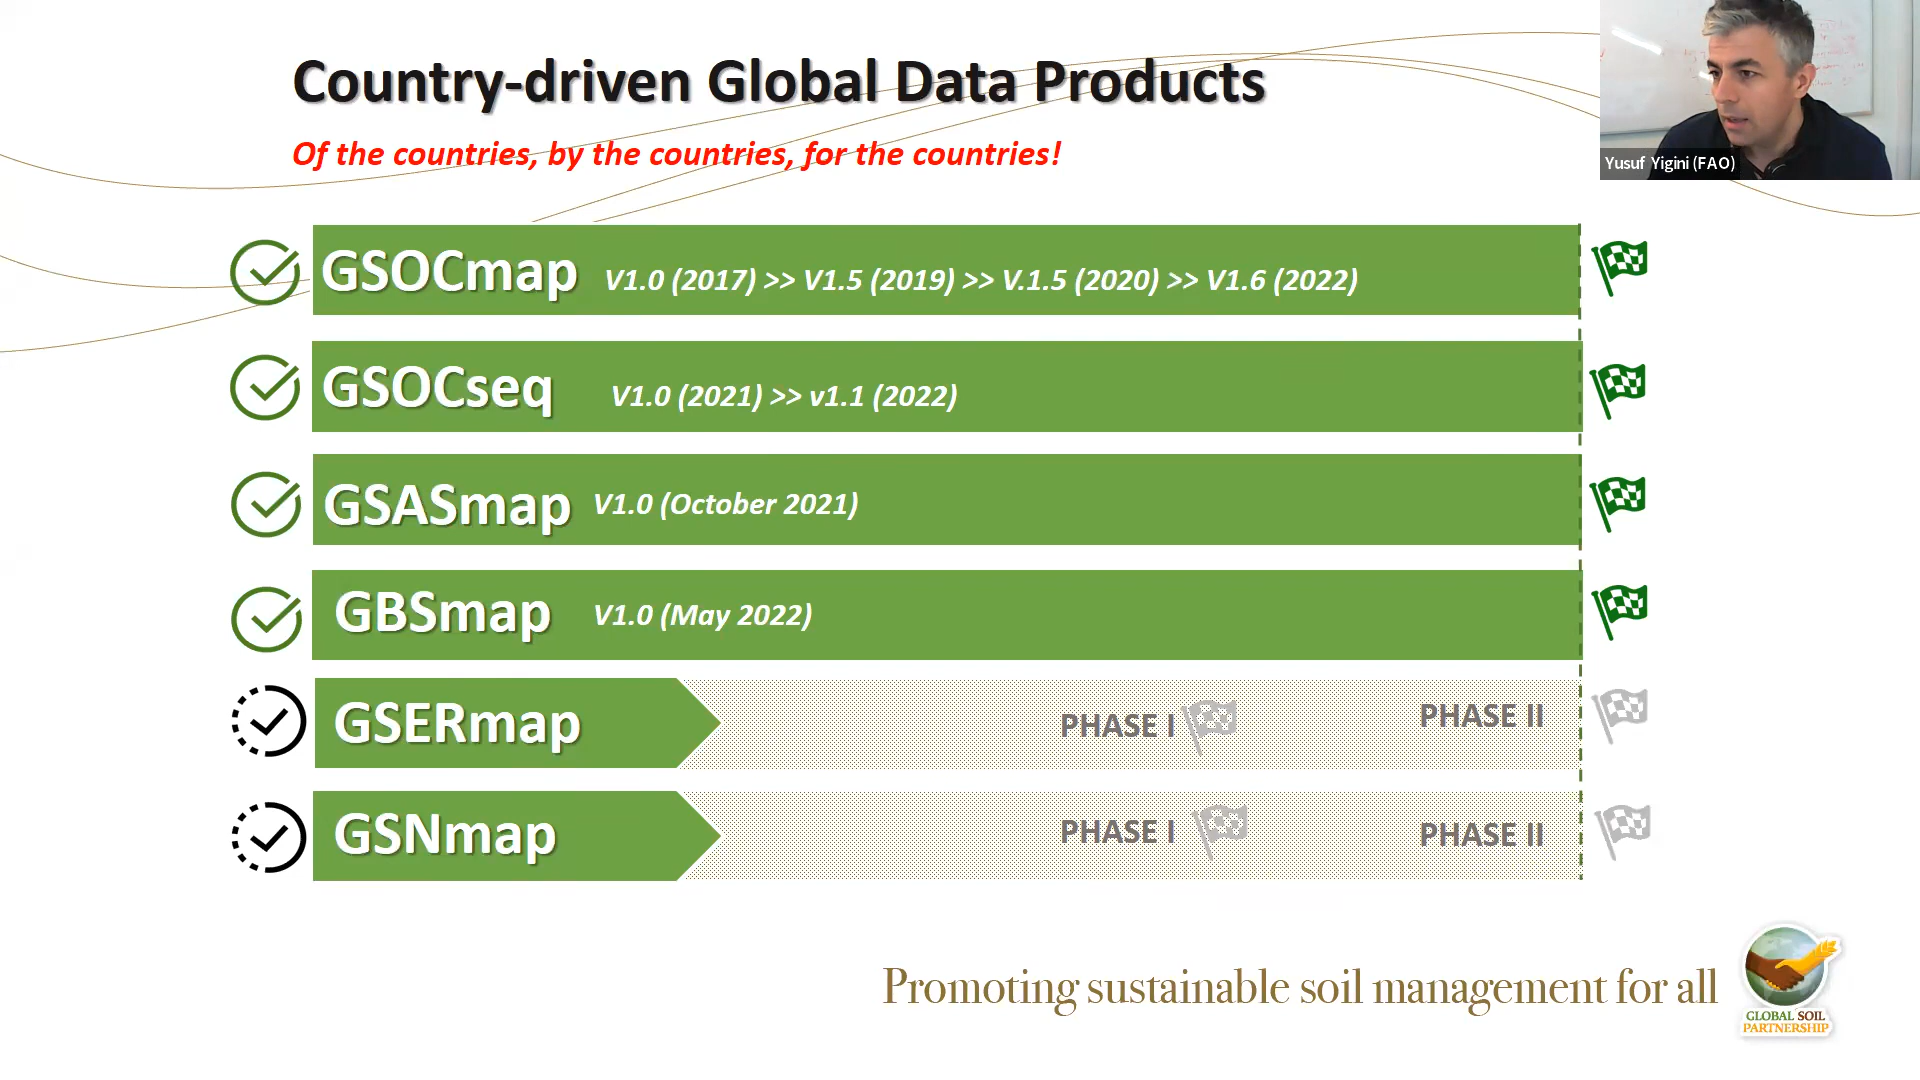 Country-driven Global Data Products
Of the countries, by the countries, for the countries!
Yusuf Yigini (FAO)
GSOCmap V1.0 (2017) >> V1.5 (2019) >> V.1.5 (2020) >> V1.6 (2022)
GSOCseq V1.0 (2021) >> v1.1 (2022)
GSASmap V1.0 (October 2021)
GBSmap V1.0 (May 2022)
GSERmap PHASE I PHASE II
GSNmap PHASE I PHASE II
Promoting sustainable soil management for all
GLOBAL SOIL
PARTNERSHIP